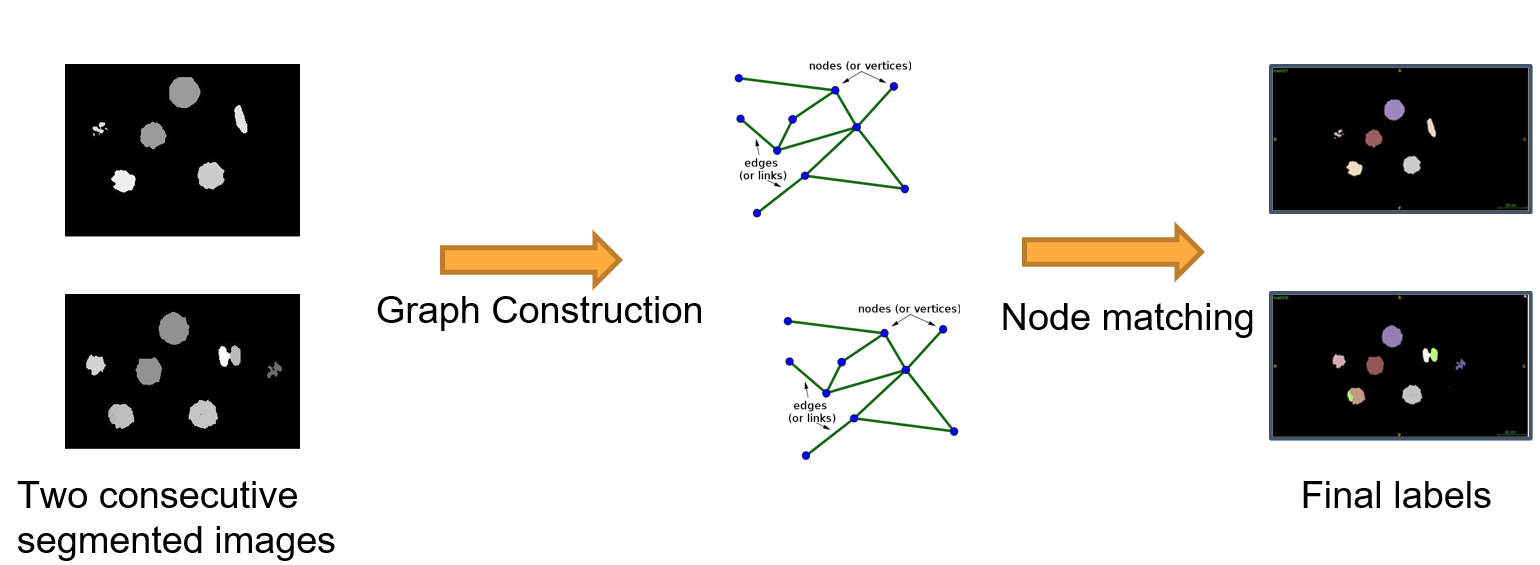 nodes (or vertices)
edges
(or links)
Graph Construction
nodes (or vertices)
edges
(or links)
Node matching
Two consecutive
segmented images
Final labels